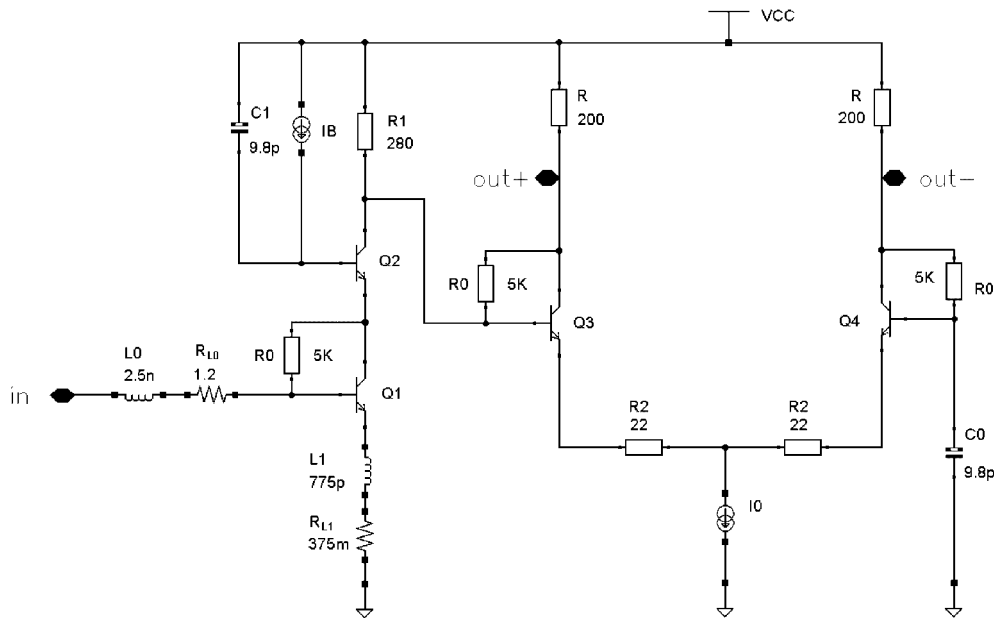 VCC
C1
9.8p
IB
R1
280
R
200
R
200
out+
out-
Q2
R0
5K
Q3
5K
R0
Q4
L0
2.5n
R_L0
1.2
R0
5K
in
Q1
R2
22
R2
22
C0
9.8p
L1
775p
I0
R_L1
375m